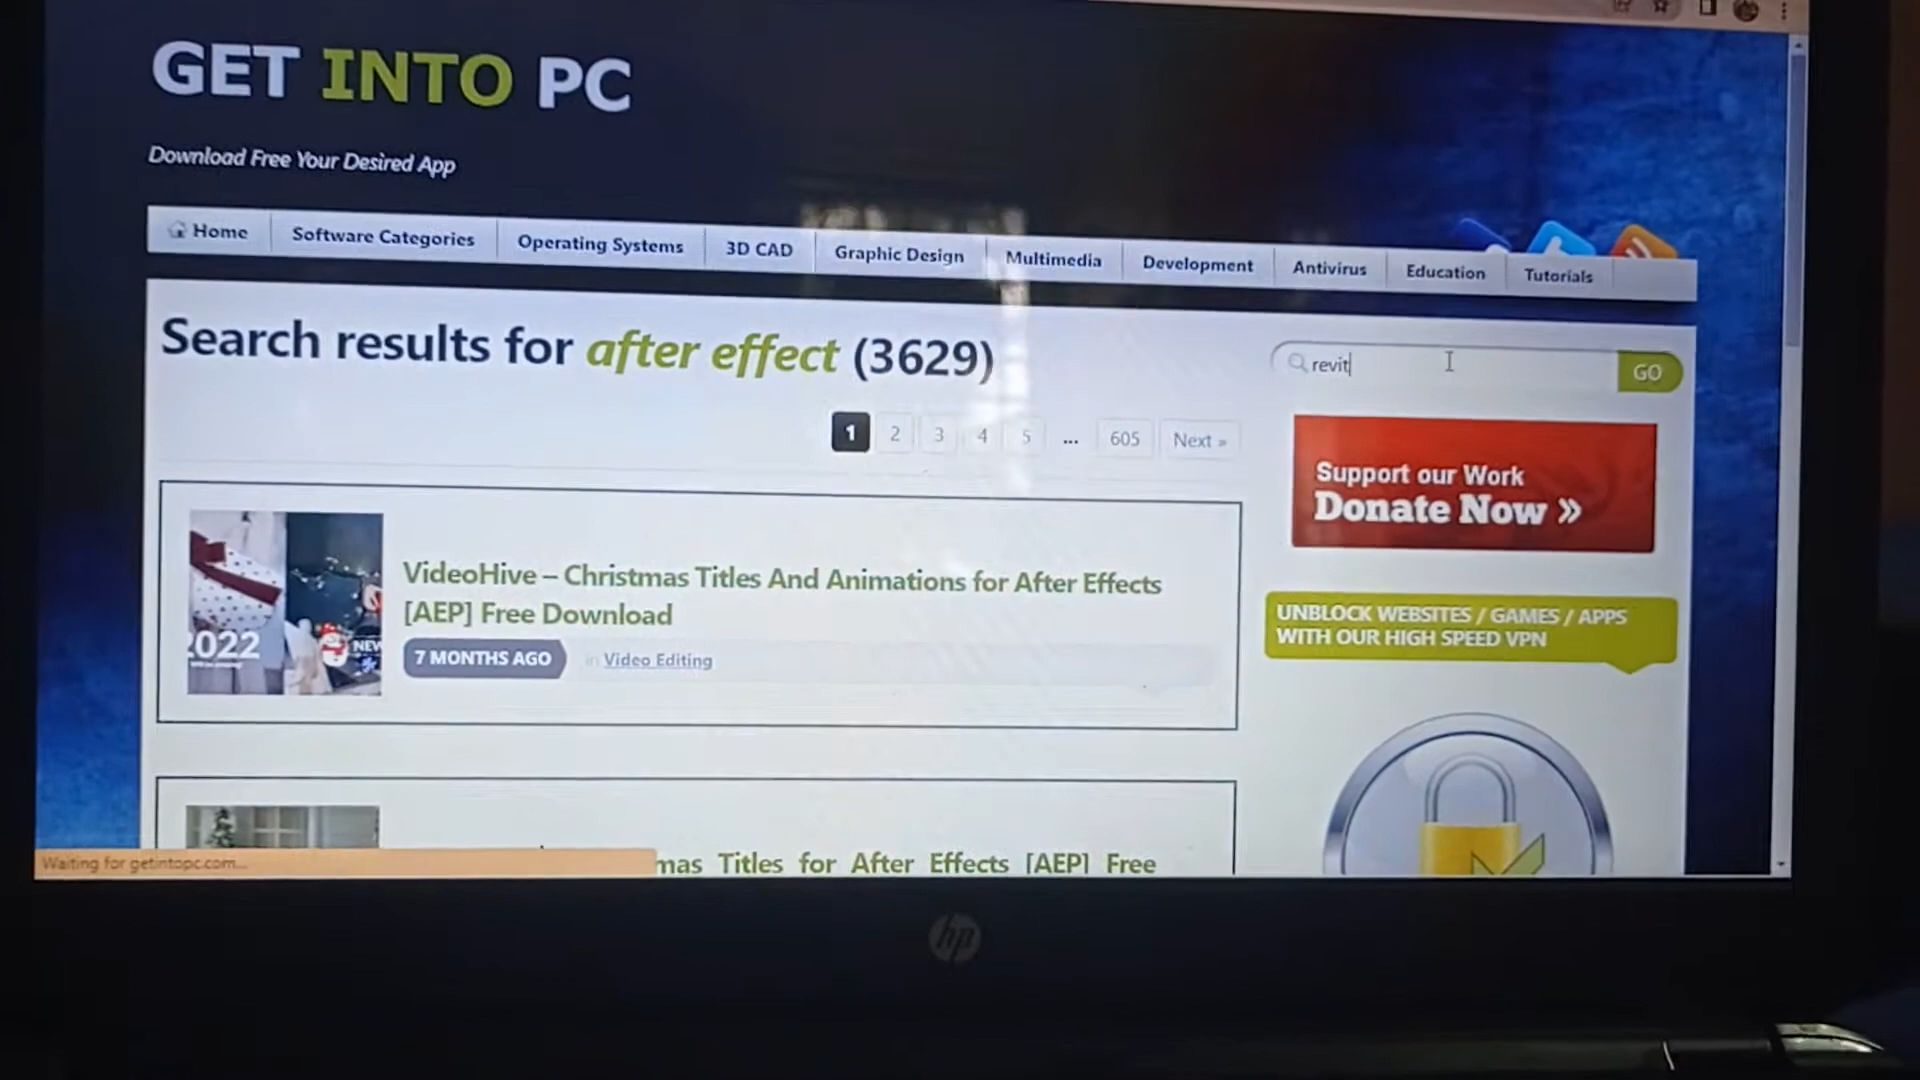 GET INTO PC
Download Free Your Desired App
Home Software Categories Operating Systems 3D CAD Graphic Design Multimedia Development Antivirus Education Tutorials
Search results for after effect (3629)
revit GO
1 2 3 4 5 ... 605 Next »
Support our Work
Donate Now »
VideoHive – Christmas Titles And Animations for After Effects
[AEP] Free Download
7 MONTHS AGO in Video Editing
UNBLOCK WEBSITES / GAMES / APPS
WITH OUR HIGH SPEED VPN
2022
NEW
mas Titles for After Effects [AEP] Free
Waiting for getintopc.com...
hp